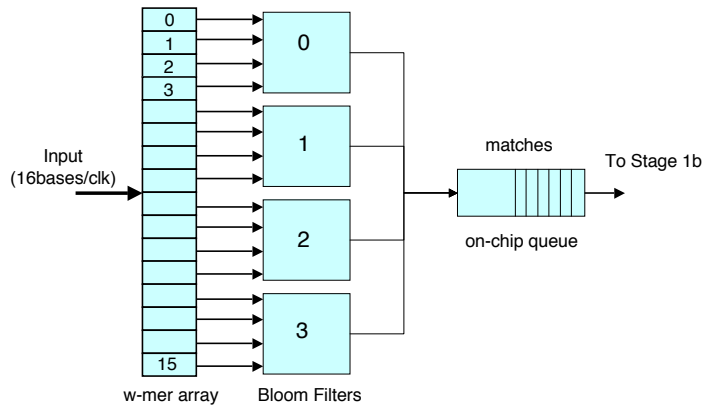 0
1
2
3
15
Input
(16bases/clk)
0
1
2
3
matches
To Stage 1b
on-chip queue
w-mer array
Bloom Filters